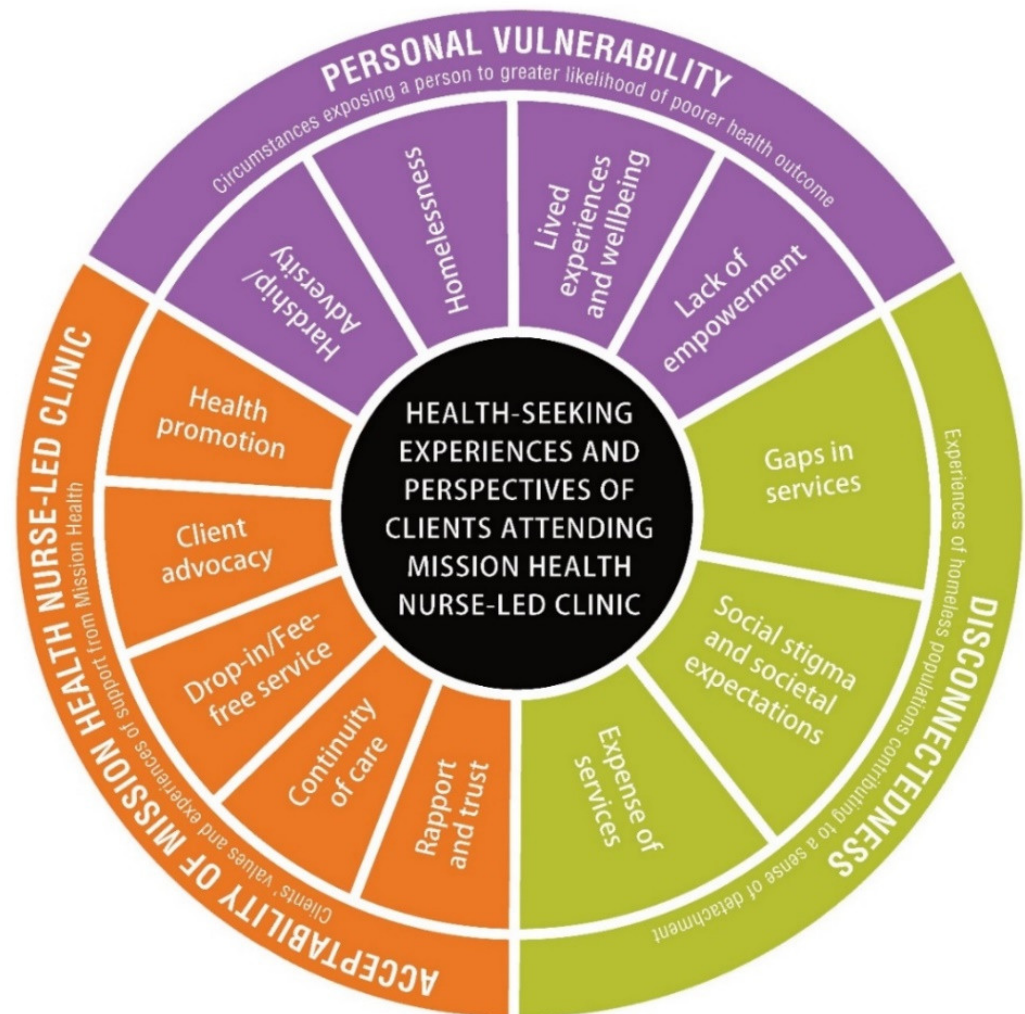 PERSONAL VULNERABILITY
Circumstances exposing a person to greater likelihood of poorer health outcome
Hardship/
Adversity
Homelessness
Lived
experiences
and wellbeing
Lack of
empowerment
DISCONNECTEDNESS
Experiences of homeless populations contributing to a sense of detachment
Gaps in
services
Social stigma
and societal
expectations
Expense of
services
ACCEPTABILITY OF MISSION HEALTH NURSE-LED CLINIC
Clients' values and experiences of support from Mission Health
Rapport
and trust
Continuity
of care
Drop-in/Fee-
free service
Client
advocacy
Health
promotion
HEALTH-SEEKING
EXPERIENCES AND
PERSPECTIVES OF
CLIENTS ATTENDING
MISSION HEALTH
NURSE-LED CLINIC